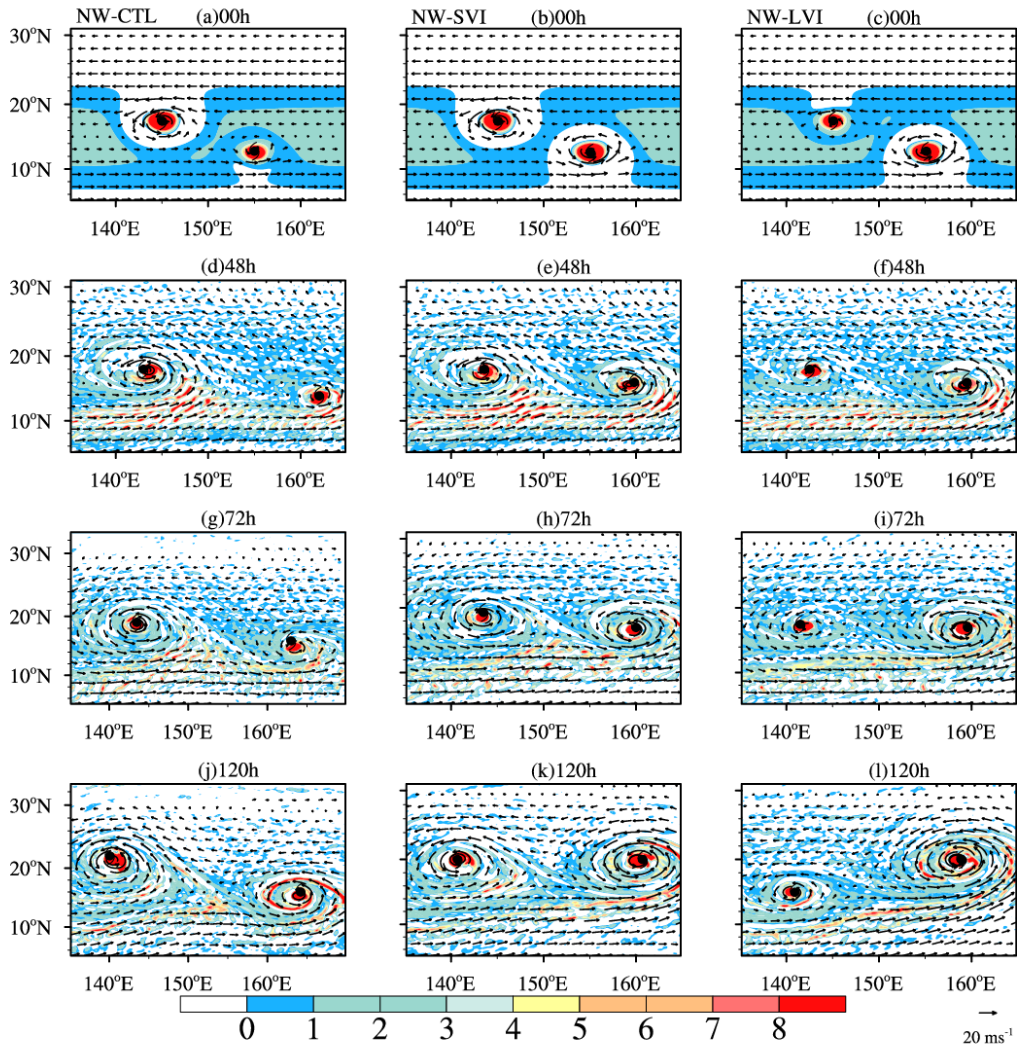 NW-CTL (a)00h NW-SVI (b)00h NW-LVI (c)00h
30°N
20°N
10°N
140°E 150°E 160°E 140°E 150°E 160°E 140°E 150°E 160°E
(d)48h (e)48h (f)48h
30°N
20°N
10°N
140°E 150°E 160°E 140°E 150°E 160°E 140°E 150°E 160°E
(g)72h (h)72h (i)72h
30°N
20°N
10°N
140°E 150°E 160°E 140°E 150°E 160°E 140°E 150°E 160°E
(j)120h (k)120h (l)120h
30°N
20°N
10°N
140°E 150°E 160°E 140°E 150°E 160°E 140°E 150°E 160°E
0 1 2 3 4 5 6 7 8
20 ms⁻¹